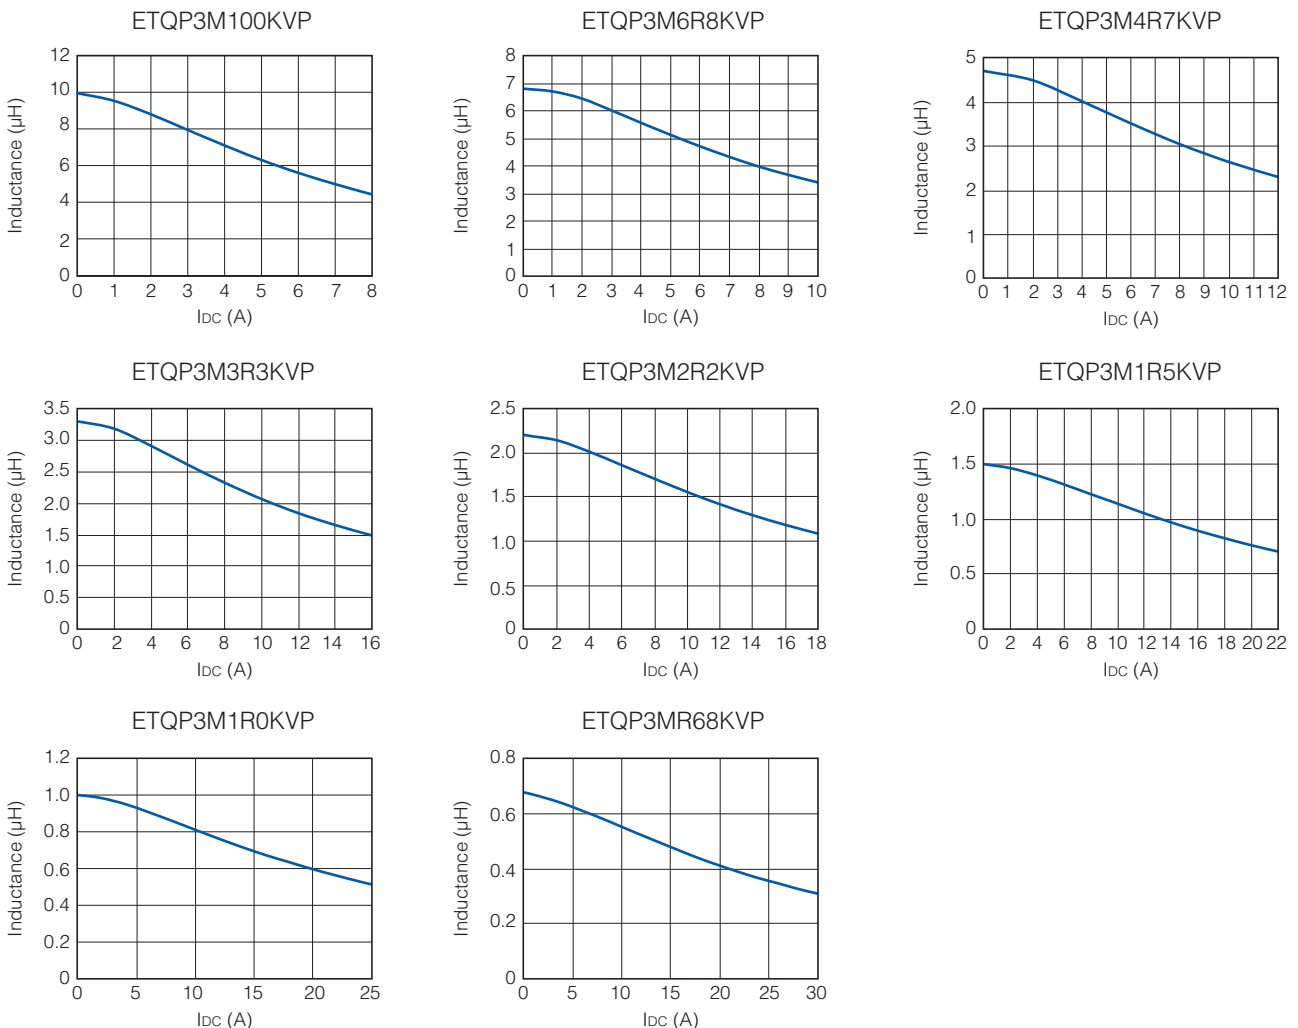 ETQP3M100KVP
Inductance (µH)
12
10
8
6
4
2
0
0 1 2 3 4 5 6 7 8
IDC (A)
ETQP3M6R8KVP
Inductance (µH)
8
7
6
5
4
3
2
1
0
0 1 2 3 4 5 6 7 8 9 10
IDC (A)
ETQP3M4R7KVP
Inductance (µH)
5
4
3
2
1
0
0 1 2 3 4 5 6 7 8 9 10 11 12
IDC (A)
ETQP3M3R3KVP
Inductance (µH)
3.5
3.0
2.5
2.0
1.5
1.0
0.5
0
0 2 4 6 8 10 12 14 16
IDC (A)
ETQP3M2R2KVP
Inductance (µH)
2.5
2.0
1.5
1.0
0.5
0
0 2 4 6 8 10 12 14 16 18
IDC (A)
ETQP3M1R5KVP
Inductance (µH)
2.0
1.5
1.0
0.5
0
0 2 4 6 8 10 12 14 16 18 20 22
IDC (A)
ETQP3M1R0KVP
Inductance (µH)
1.2
1.0
0.8
0.6
0.4
0.2
0
0 5 10 15 20 25
IDC (A)
ETQP3MR68KVP
Inductance (µH)
0.8
0.6
0.4
0.2
0
0 5 10 15 20 25 30
IDC (A)